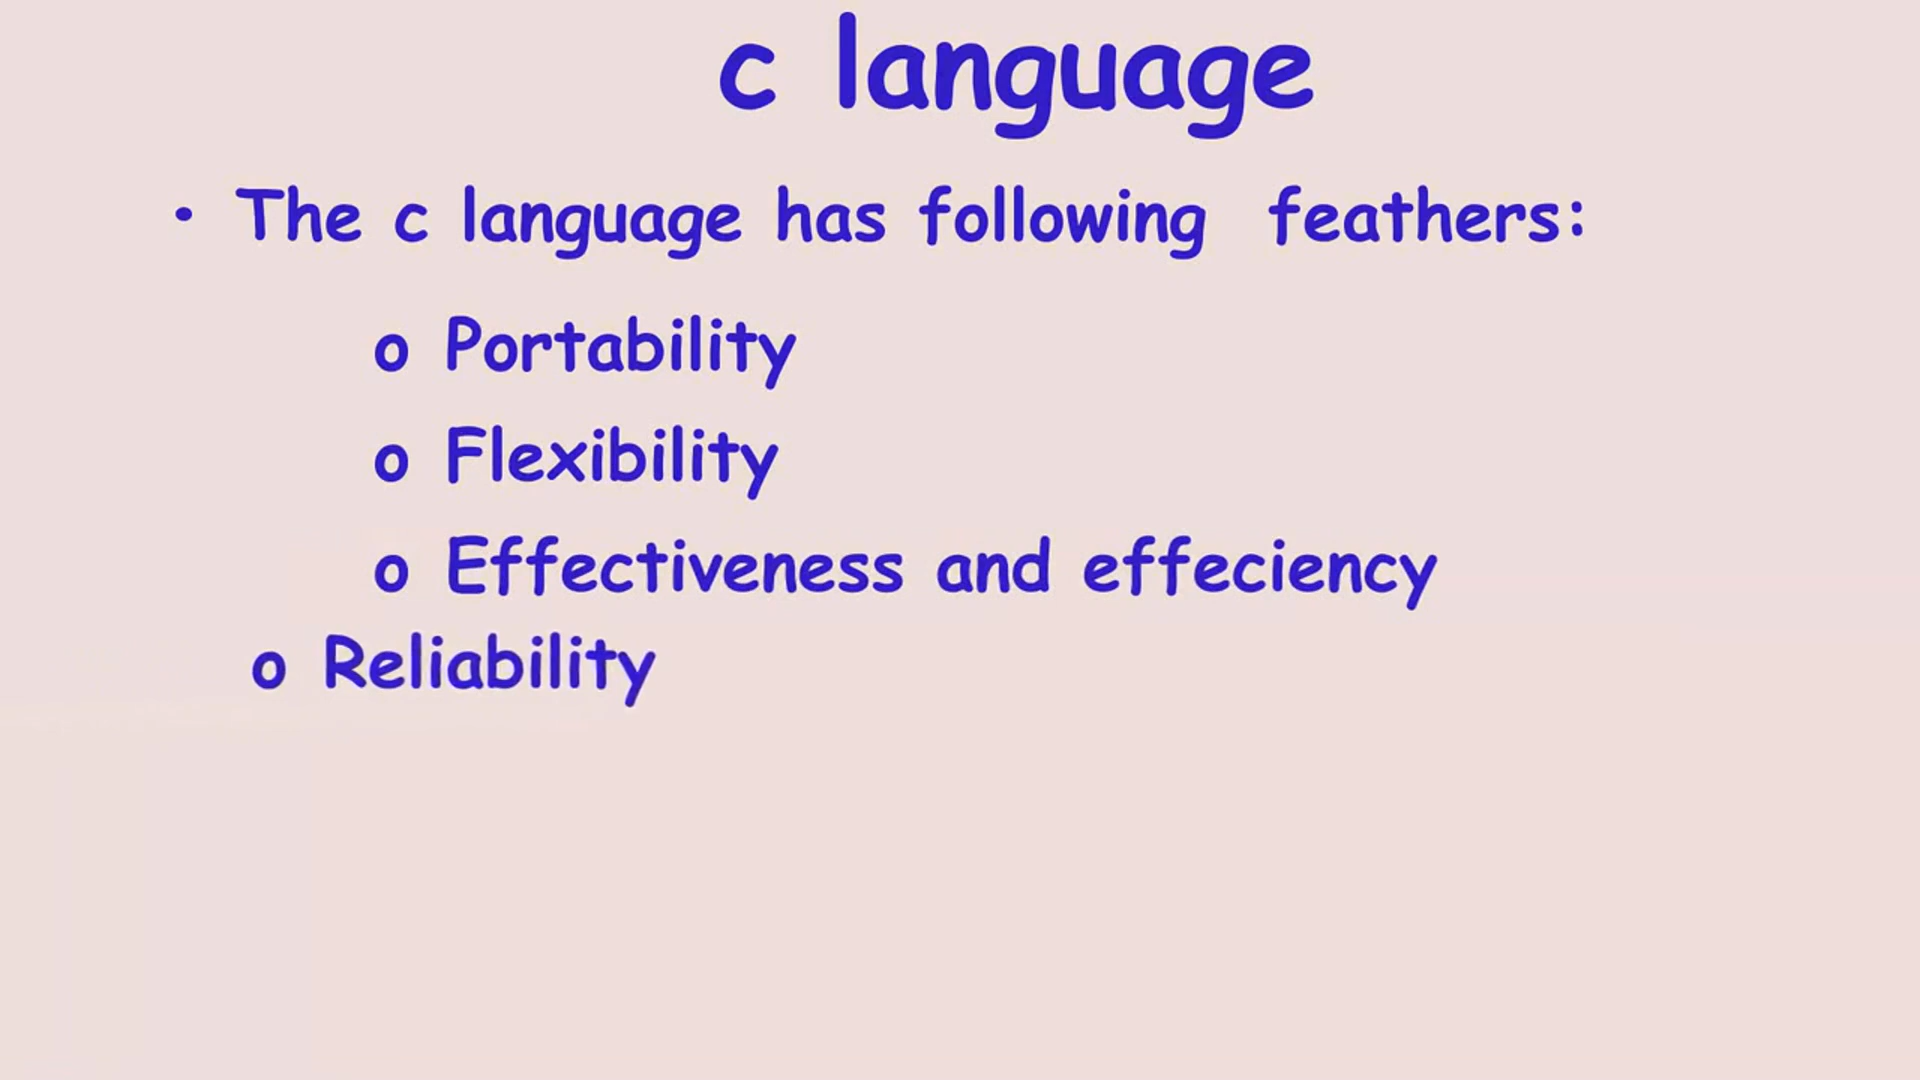 c language
• The c language has following feathers:
o Portability
o Flexibility
o Effectiveness and effeciency
o Reliability